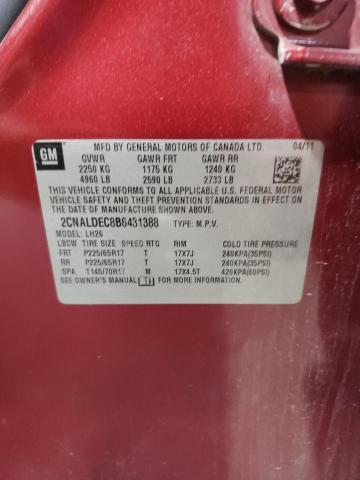 GM
MFD BY GENERAL MOTORS OF CANADA LTD. 04/11
GVWR GAWR FRT GAWR RR
2250 KG 1175 KG 1240 KG
4960 LB 2590 LB 2733 LB
THIS VEHICLE CONFORMS TO ALL APPLICABLE U.S. FEDERAL MOTOR
VEHICLE SAFETY, BUMPER, AND THEFT PREVENTION STANDARDS IN
EFFECT ON THE DATE OF MANUFACTURE SHOWN ABOVE.
2CNALDEC8B6431388 TYPE: M.P.V.
MODEL: LH26
LBCW TIRE SIZE SPEED RTG RIM COLD TIRE PRESSURE
FRT P225/65R17 T 17X7J 240KPA(35PSI)
RR P225/65R17 T 17X7J 240KPA(35PSI)
SPA T145/70R17 M 17X4.5T 420KPA(60PSI)
SEE OWNER'S MANUAL FOR MORE INFORMATION.